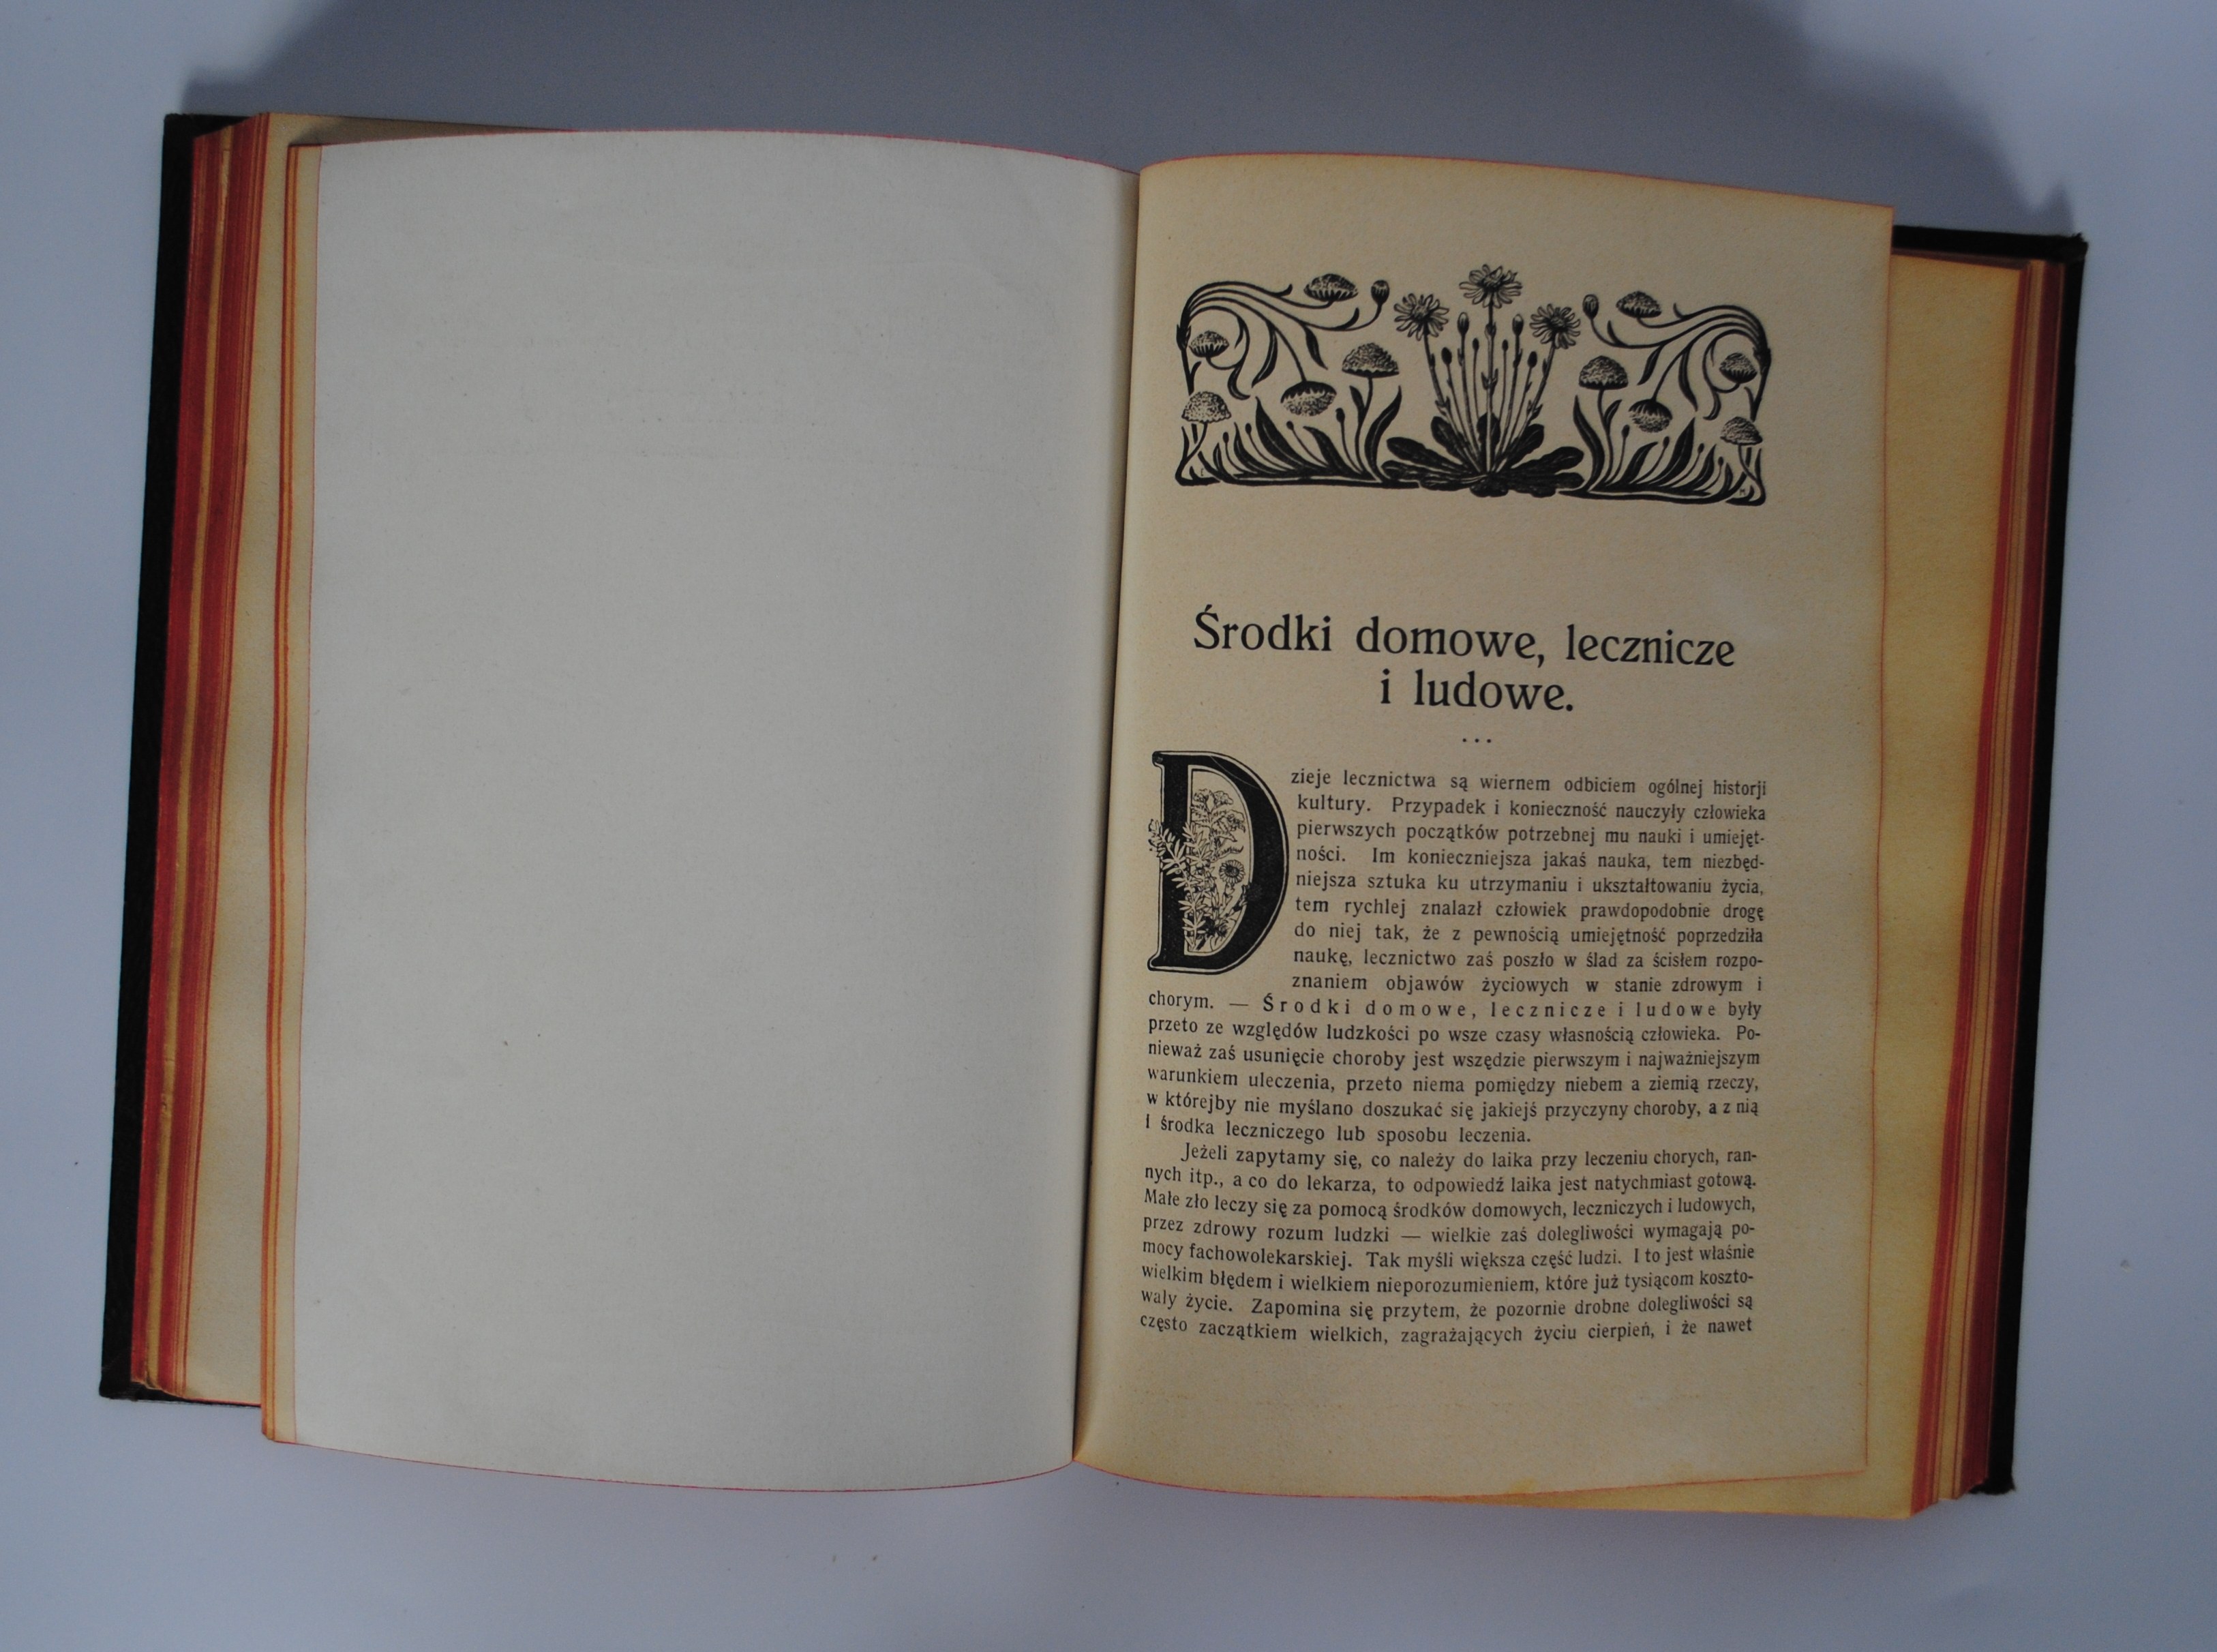 Środki domowe, lecznicze
i ludowe.
...
Dzieje lecznictwa są wiernem odbiciem ogólnej historji
kultury. Przypadek i konieczność nauczyły człowieka
pierwszych początków potrzebnej mu nauki i umiejęt-
ności. Im konieczniejsza jakaś nauka, tem niezbęd-
niejsza sztuka ku utrzymaniu i ukształtowaniu życia,
tem rychlej znalazł człowiek prawdopodobnie drogę
do niej tak, że z pewnością umiejętność poprzedziła
naukę, lecznictwo zaś poszło w ślad za ścisłem rozpo-
znaniem objawów życiowych w stanie zdrowym i
chorym. — Środki domowe, lecznicze i ludowe były
przeto ze względów ludzkości po wsze czasy własnością człowieka. Po-
nieważ zaś usunięcie choroby jest wszędzie pierwszym i najważniejszym
warunkiem uleczenia, przeto niema pomiędzy niebem a ziemią rzeczy,
w którejby nie myślano doszukać się jakiejś przyczyny choroby, a z nią
i środka leczniczego lub sposobu leczenia.
Jeżeli zapytamy się, co należy do laika przy leczeniu chorych, ran-
nych itp., a co do lekarza, to odpowiedź laika jest natychmiast gotową.
Małe zło leczy się za pomocą środków domowych, leczniczych i ludowych,
przez zdrowy rozum ludzki — wielkie zaś dolegliwości wymagają po-
mocy fachowolekarskiej. Tak myśli większa część ludzi. I to jest właśnie
wielkim błędem i wielkiem nieporozumieniem, które już tysiącom koszto-
wały życie. Zapomina się przytem, że pozornie drobne dolegliwości są
często zaczątkiem wielkich, zagrażających życiu cierpień, i że nawet